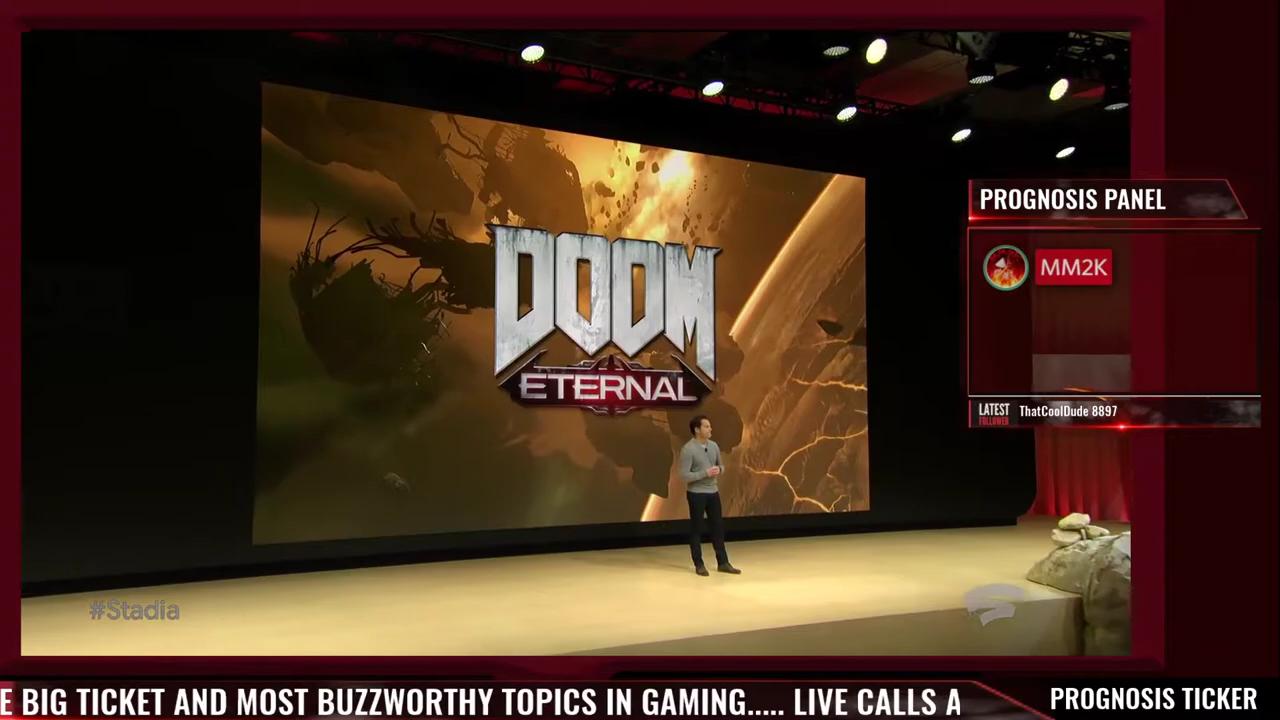 DOOM
ETERNAL
PROGNOSIS PANEL
MM2K
LATEST
FOLLOWER
ThatCoolDude 8897
#Stadia
E BIG TICKET AND MOST BUZZWORTHY TOPICS IN GAMING..... LIVE CALLS A
PROGNOSIS TICKER